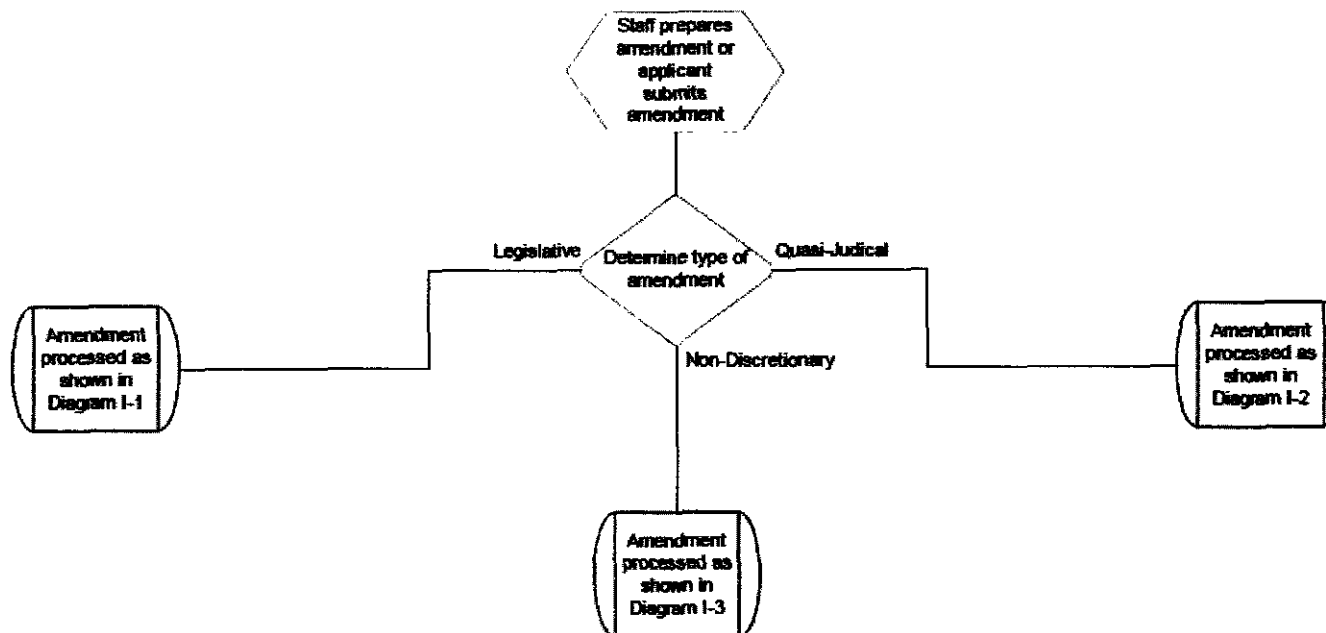 Staff prepares
amendment or
applicant
submits
amendment
Legislative
Determine type of
amendment
Quasi-Judical
Non-Discretionary
Amendment
processed as
shown in
Diagram I-1
Amendment
processed as
shown in
Diagram I-2
Amendment
processed as
shown in
Diagram I-3